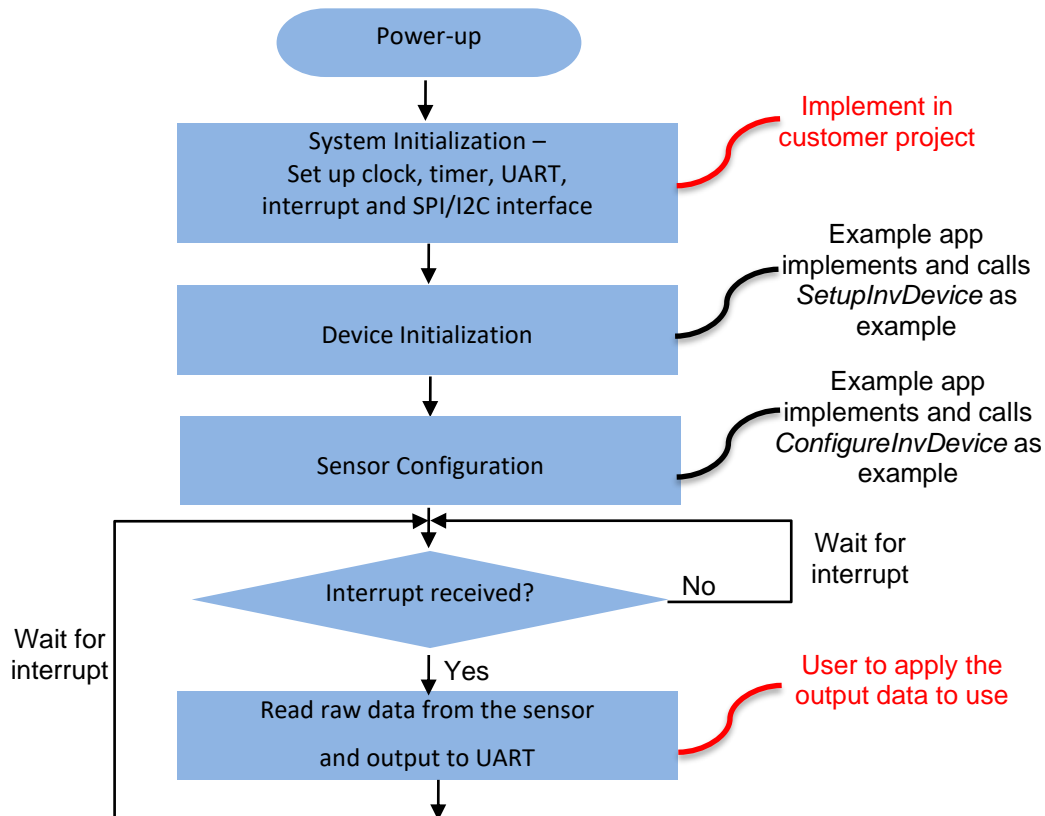 Power-up
System Initialization –
Set up clock, timer, UART,
interrupt and SPI/I2C interface
Implement in
customer project
Device Initialization
Example app
implements and calls
SetupInvDevice as
example
Sensor Configuration
Example app
implements and calls
ConfigureInvDevice as
example
Interrupt received?
No
Wait for
interrupt
Wait for
interrupt
Yes
Read raw data from the sensor
and output to UART
User to apply the
output data to use